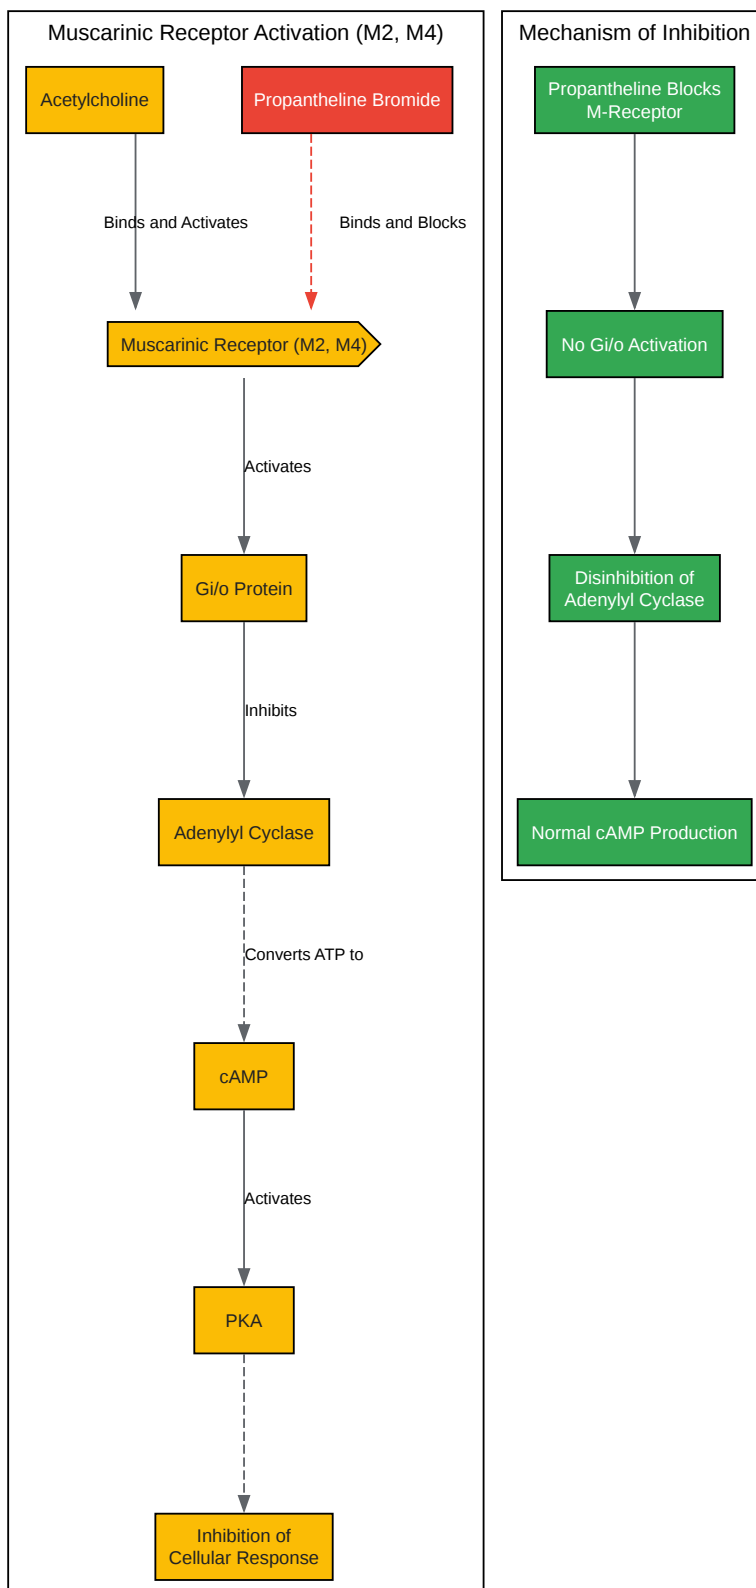 Muscarinic Receptor Activation (M2, M4)
Acetylcholine
Propantheline Bromide
Binds and Activates
Binds and Blocks
Muscarinic Receptor (M2, M4)
Activates
Gi/o Protein
Inhibits
Adenylyl Cyclase
Converts ATP to
cAMP
Activates
PKA
Inhibition of
Cellular Response
Mechanism of Inhibition
Propantheline Blocks
M-Receptor
No Gi/o Activation
Disinhibition of
Adenylyl Cyclase
Normal cAMP Production